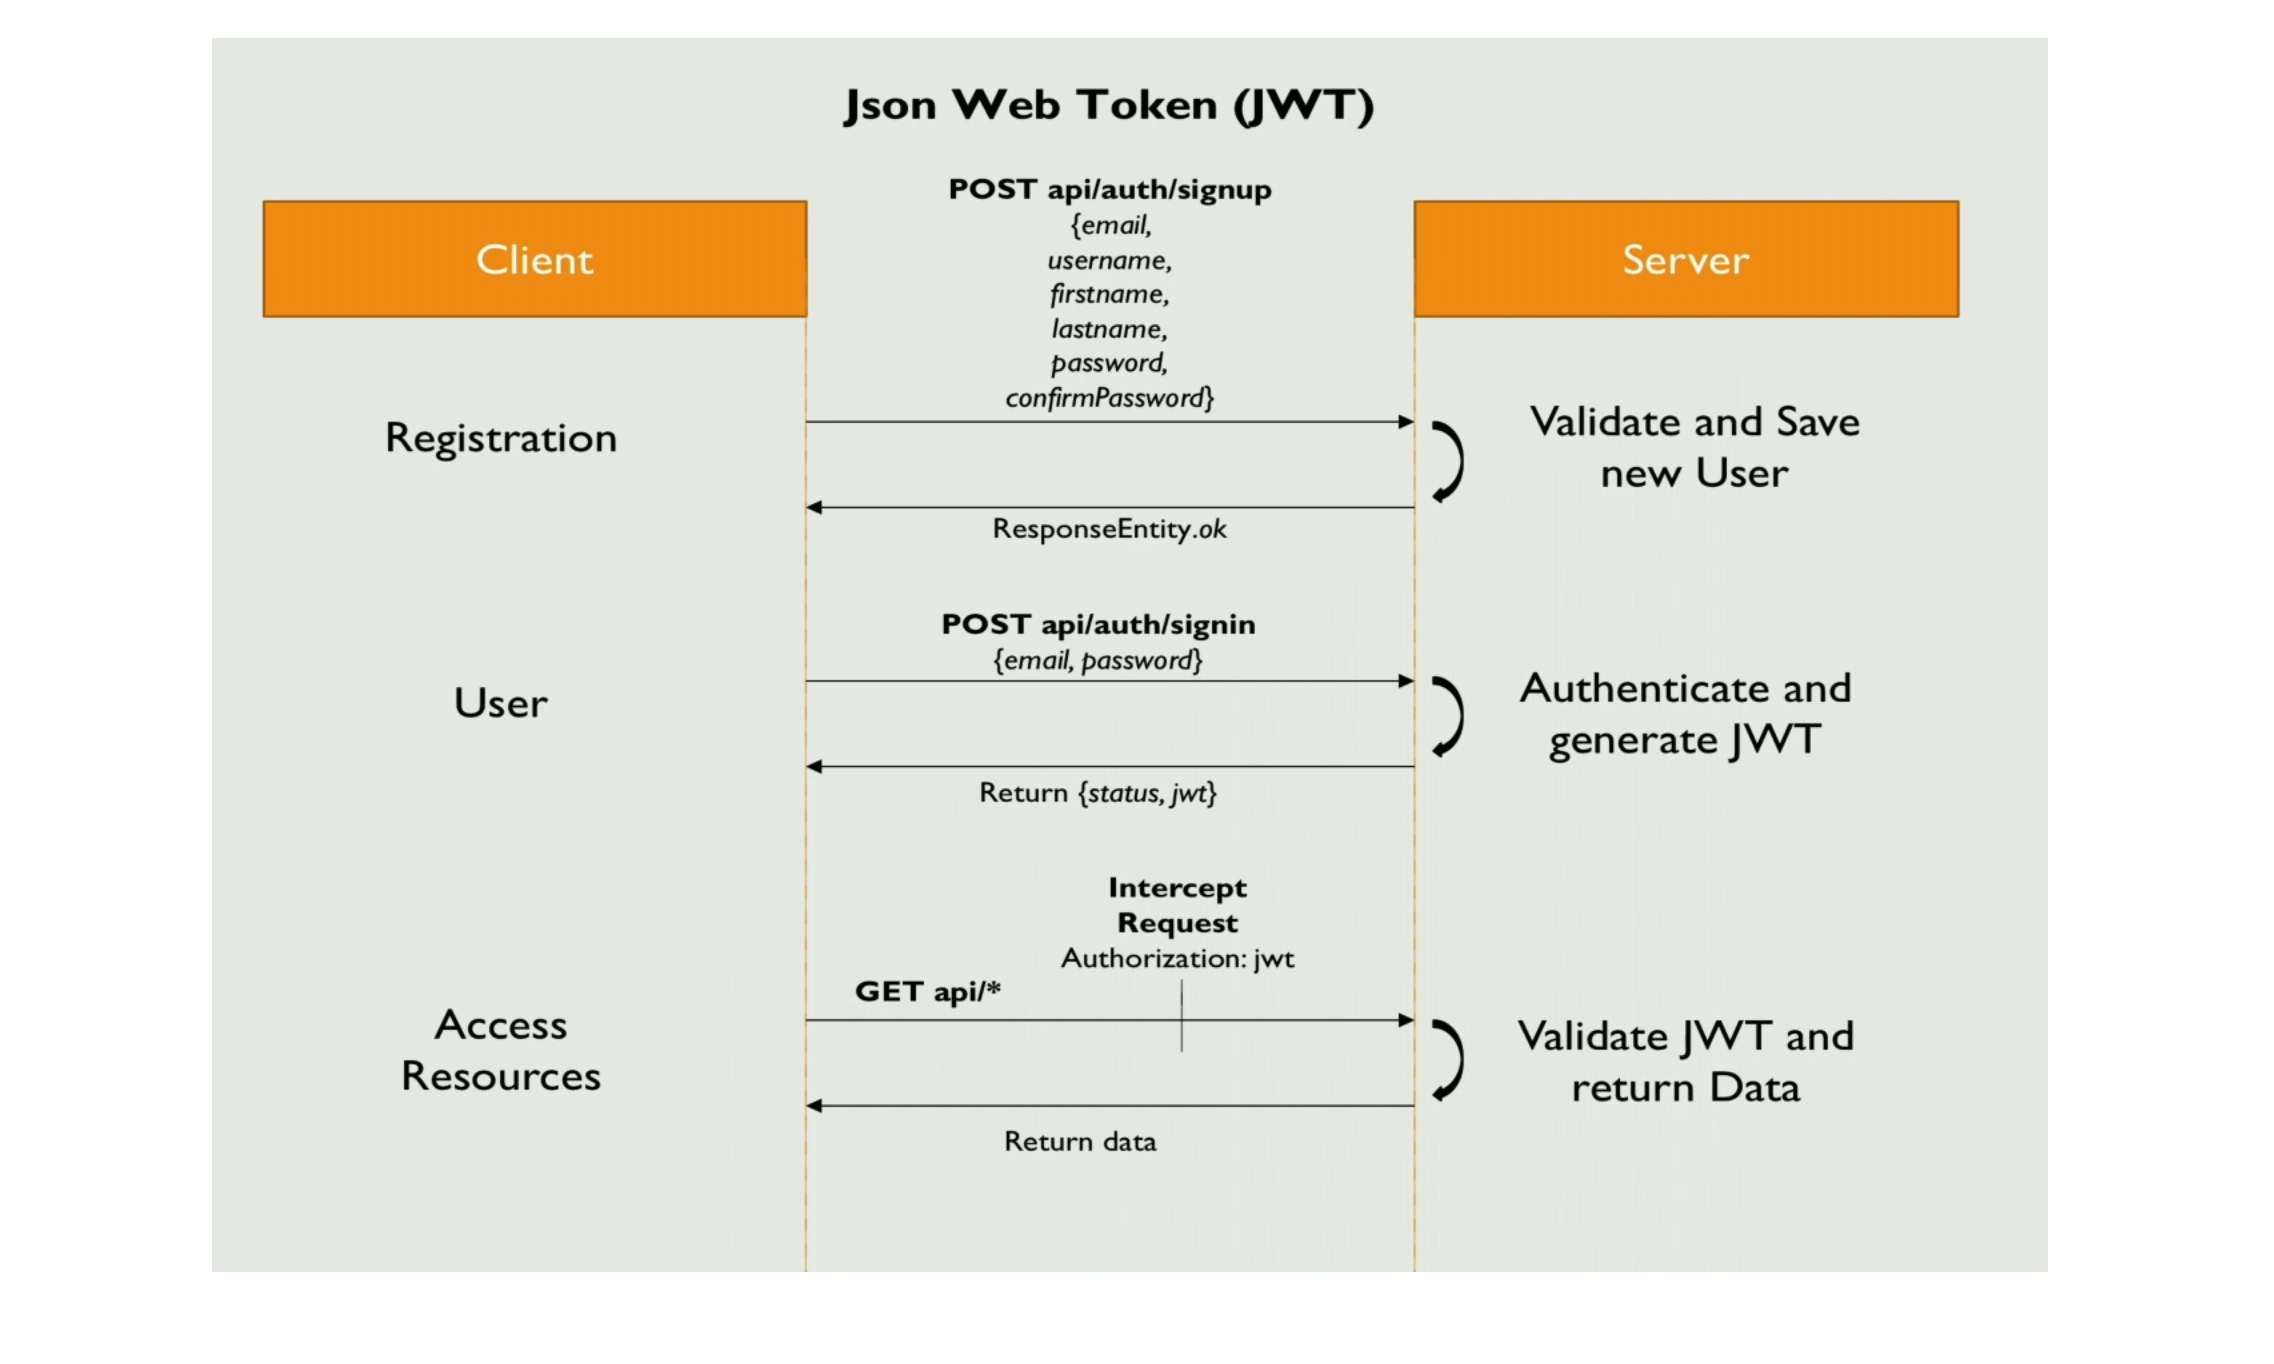 Json Web Token (JWT)
Client
Server
POST api/auth/signup
{email,
username,
firstname,
lastname,
password,
confirmPassword}
Registration
Validate and Save
new User
ResponseEntity.ok
POST api/auth/signin
{email, password}
User
Authenticate and
generate JWT
Return {status, jwt}
Intercept
Request
Authorization: jwt
GET api/*
Access
Resources
Validate JWT and
return Data
Return data